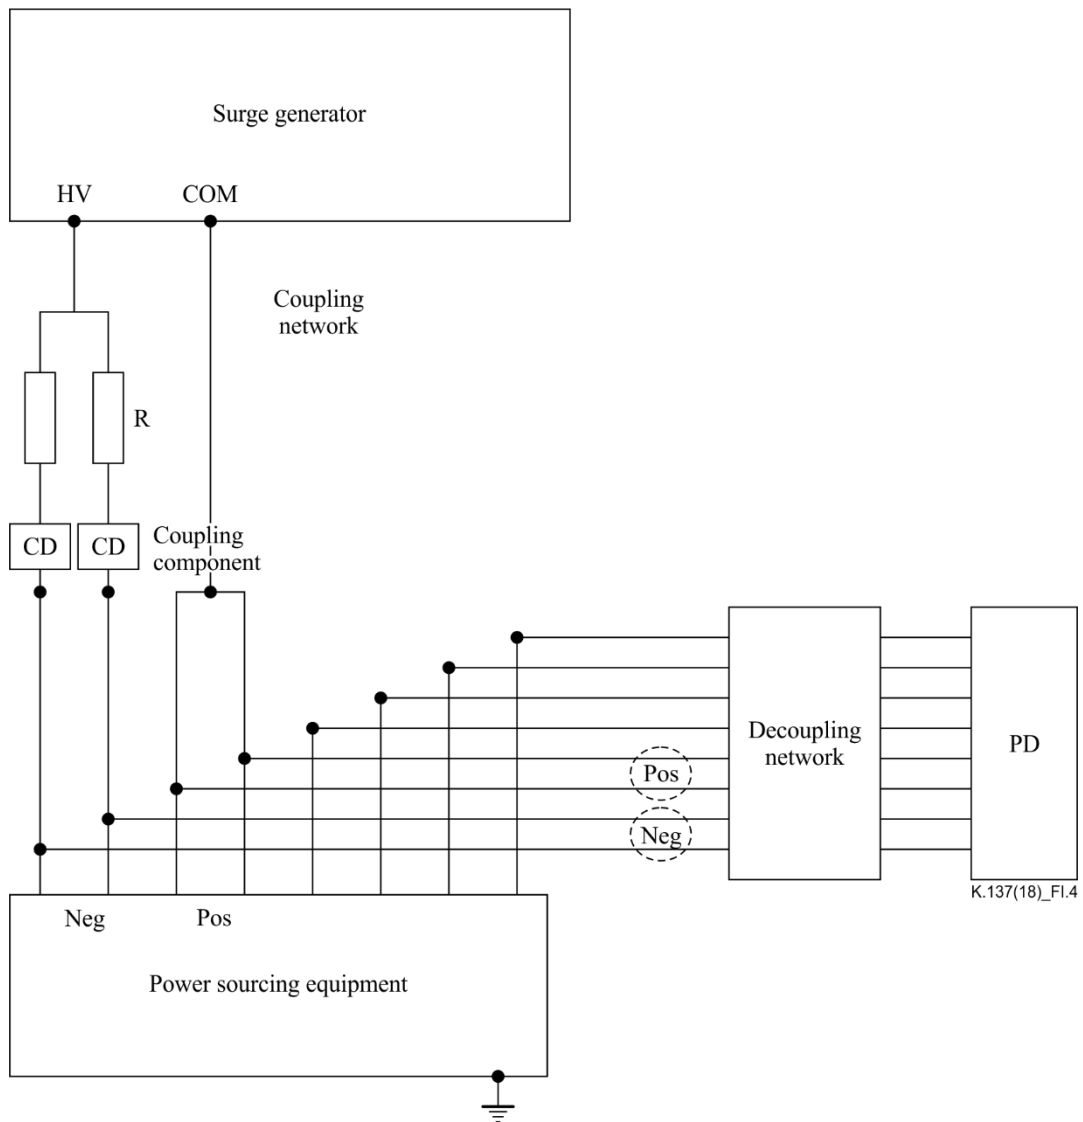 Surge generator
HV
COM
Coupling
network
R
CD
CD
Coupling
component
Pos
Neg
Decoupling
network
PD
K.137(18)_FI.4
Neg
Pos
Power sourcing equipment